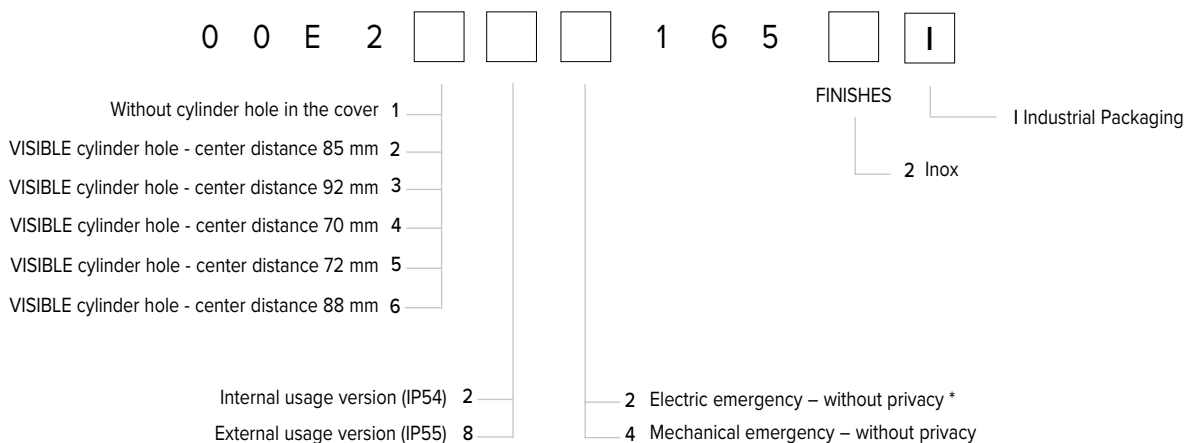 0 0 E 2 1 6 5 I
FINISHES
Without cylinder hole in the cover 1
I Industrial Packaging
VISIBLE cylinder hole - center distance 85 mm 2
2 Inox
VISIBLE cylinder hole - center distance 92 mm 3
VISIBLE cylinder hole - center distance 70 mm 4
VISIBLE cylinder hole - center distance 72 mm 5
VISIBLE cylinder hole - center distance 88 mm 6
Internal usage version (IP54) 2
2 Electric emergency – without privacy *
External usage version (IP55) 8
4 Mechanical emergency – without privacy